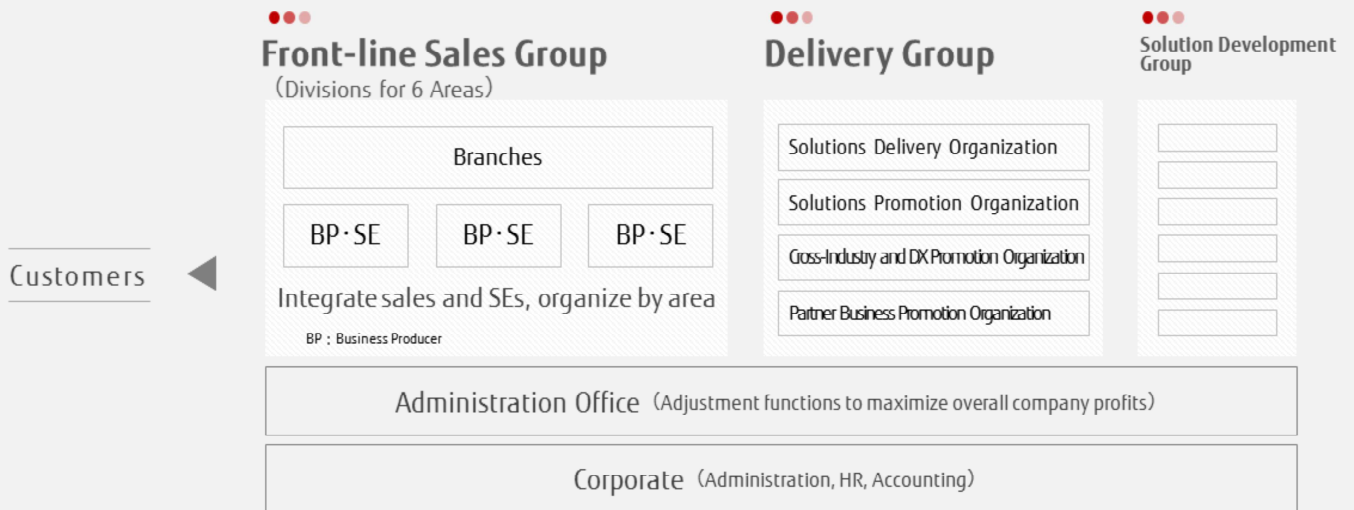 Front-line Sales Group
（Divisions for 6 Areas）
Branches
BP･SE
BP･SE
BP･SE
Integrate sales and SEs, organize by area
BP：Business Producer
Delivery Group
Solutions Delivery Organization
Solutions Promotion Organization
Cross-Industry and DX Promotion Organization
Partner Business Promotion Organization
Solution Development
Group
Customers
Administration Office（Adjustment functions to maximize overall company profits）
Corporate（Administration, HR, Accounting）